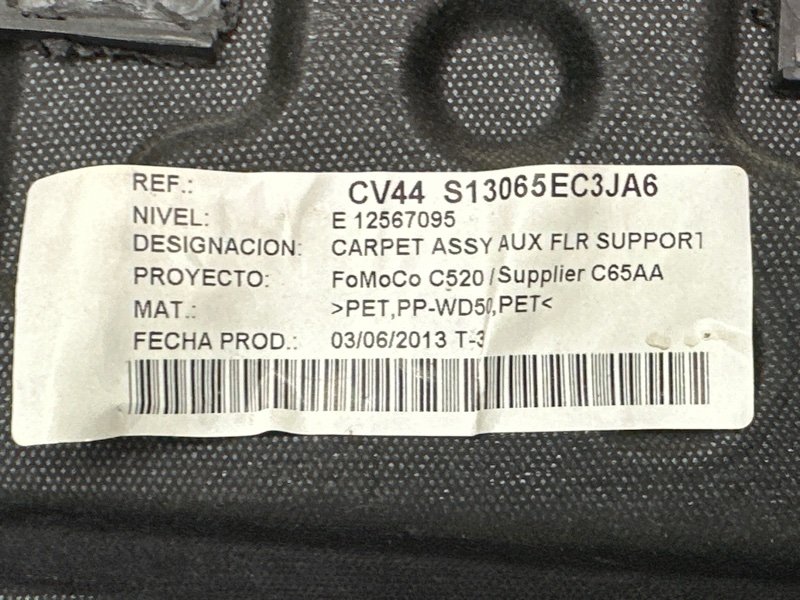 REF.: CV44 S13065EC3JA6
NIVEL: E 12567095
DESIGNACION: CARPET ASSY AUX FLR SUPPORT
PROYECTO: FoMoCo C520 / Supplier C65AA
MAT.: >PET,PP-WD50,PET<
FECHA PROD.: 03/06/2013 T-3